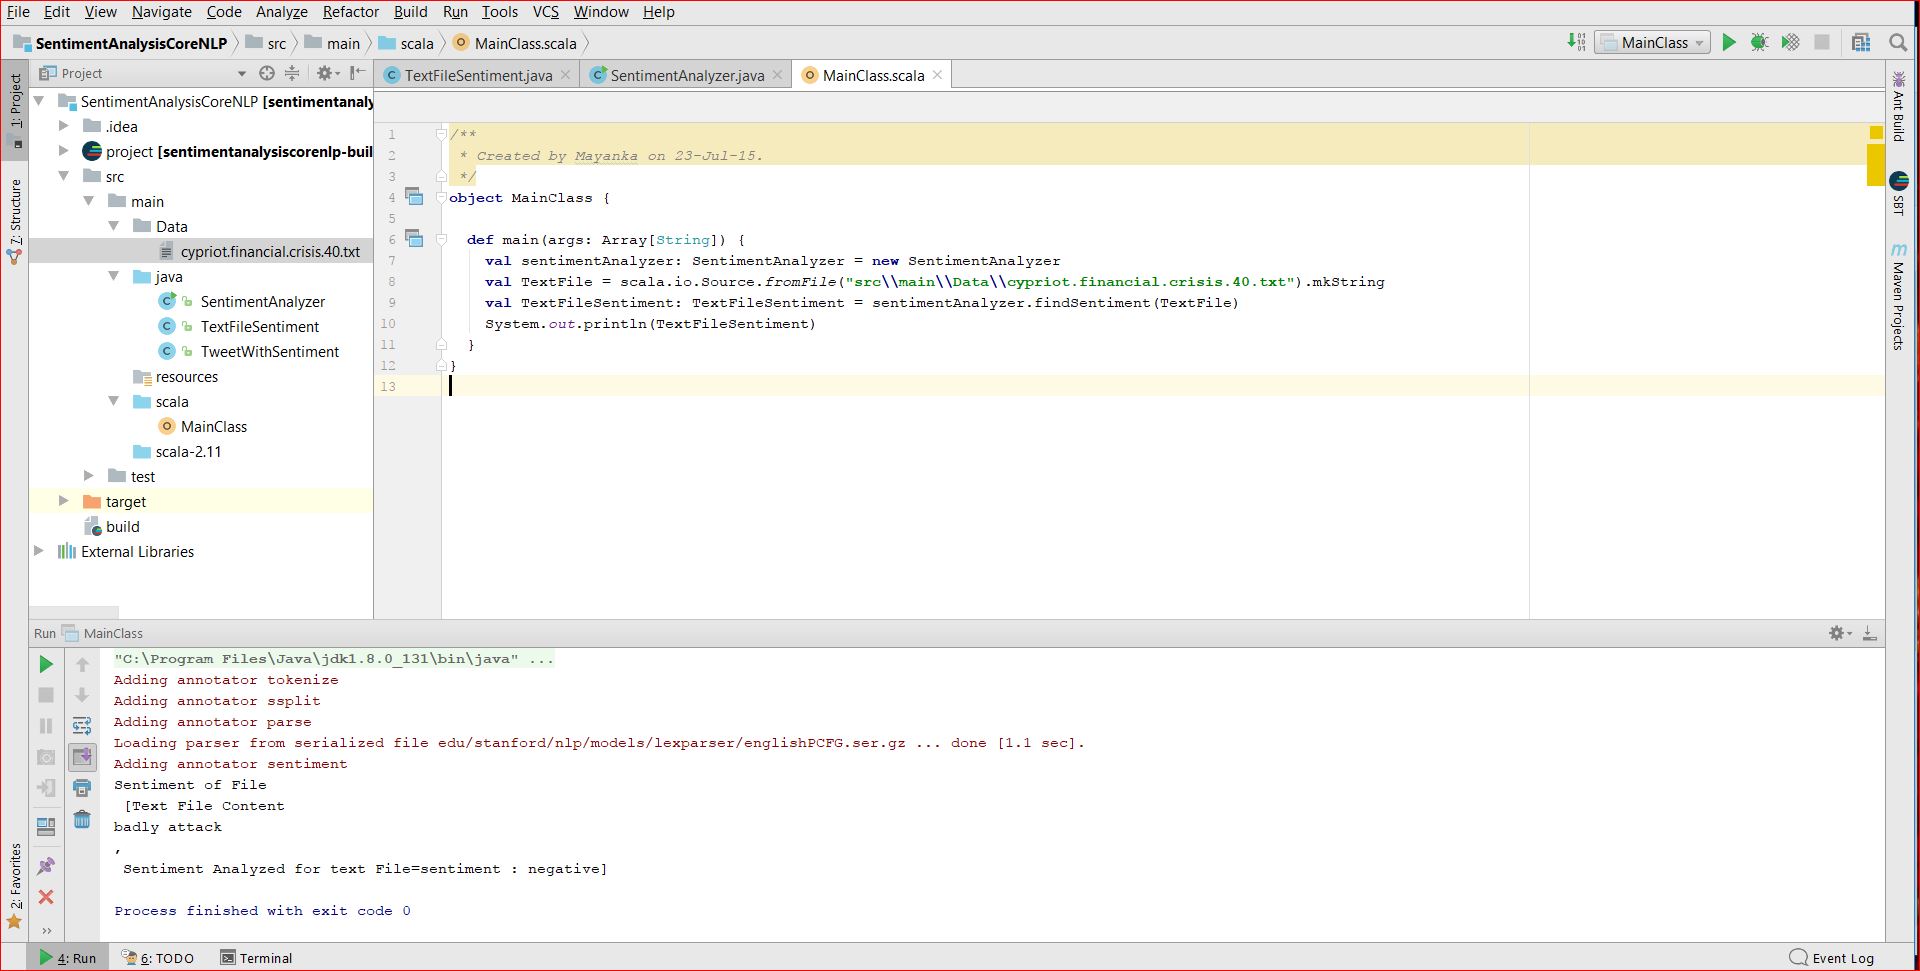 File Edit View Navigate Code Analyze Refactor Build Run Tools VCS Window Help
SentimentAnalysisCoreNLP src main scala MainClass.scala MainClass
Project TextFileSentiment.java SentimentAnalyzer.java MainClass.scala
1: Project
7: Structure
2: Favorites
SentimentAnalysisCoreNLP [sentimentanaly
.idea
project [sentimentanalysiscorenlp-buil
src
main
Data
cypriot.financial.crisis.40.txt
java
SentimentAnalyzer
TextFileSentiment
TweetWithSentiment
resources
scala
MainClass
scala-2.11
test
target
build
External Libraries
1 /**
2 * Created by Mayanka on 23-Jul-15.
3 */
4 object MainClass {
5
6 def main(args: Array[String]) {
7 val sentimentAnalyzer: SentimentAnalyzer = new SentimentAnalyzer
8 val TextFile = scala.io.Source.fromFile("src\\main\\Data\\cypriot.financial.crisis.40.txt").mkString
9 val TextFileSentiment: TextFileSentiment = sentimentAnalyzer.findSentiment(TextFile)
10 System.out.println(TextFileSentiment)
11 }
12 }
13
Ant Build
SBT
Maven Projects
Run MainClass
"C:\Program Files\Java\jdk1.8.0_131\bin\java" ...
Adding annotator tokenize
Adding annotator ssplit
Adding annotator parse
Loading parser from serialized file edu/stanford/nlp/models/lexparser/englishPCFG.ser.gz ... done [1.1 sec].
Adding annotator sentiment
Sentiment of File
[Text File Content
badly attack
,
Sentiment Analyzed for text File=sentiment : negative]
Process finished with exit code 0
4: Run 6: TODO Terminal Event Log